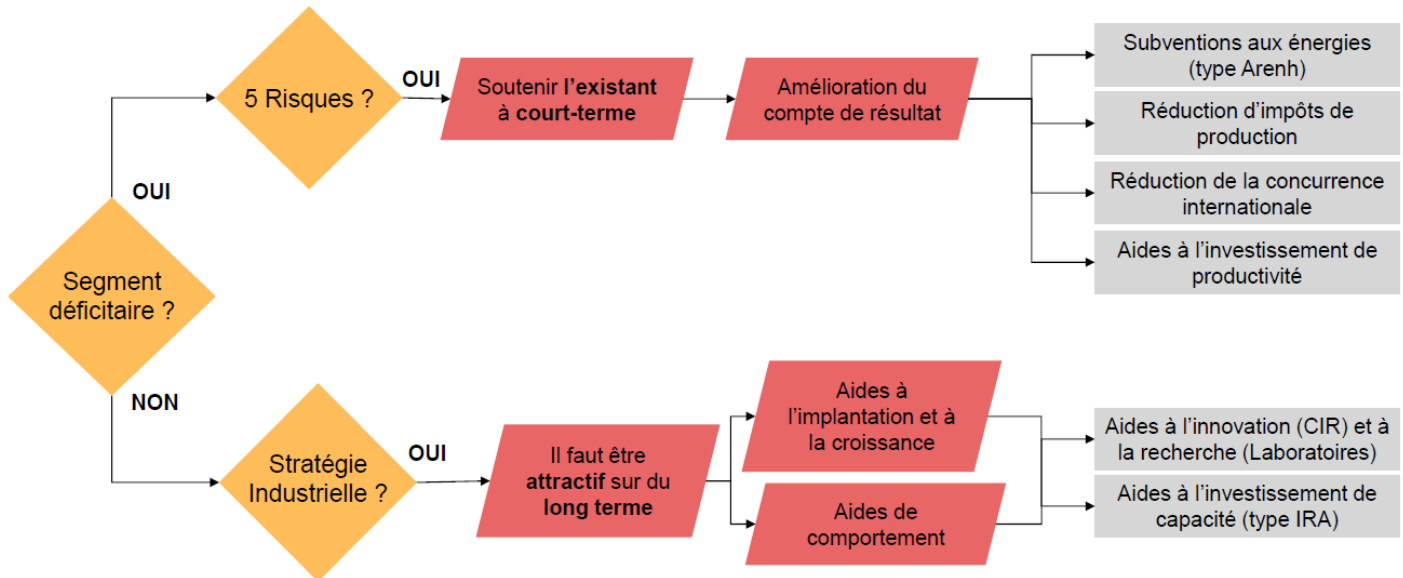 5 Risques ?
OUI
Soutenir l'existant
à court-terme
Amélioration du
compte de résultat
Subventions aux énergies
(type Arenh)
Réduction d'impôts de
production
Réduction de la concurrence
internationale
Aides à l'investissement de
productivité
OUI
Segment
déficitaire ?
NON
Stratégie
Industrielle ?
OUI
Il faut être
attractif sur du
long terme
Aides à
l'implantation et à
la croissance
Aides de
comportement
Aides à l'innovation (CIR) et à
la recherche (Laboratoires)
Aides à l'investissement de
capacité (type IRA)